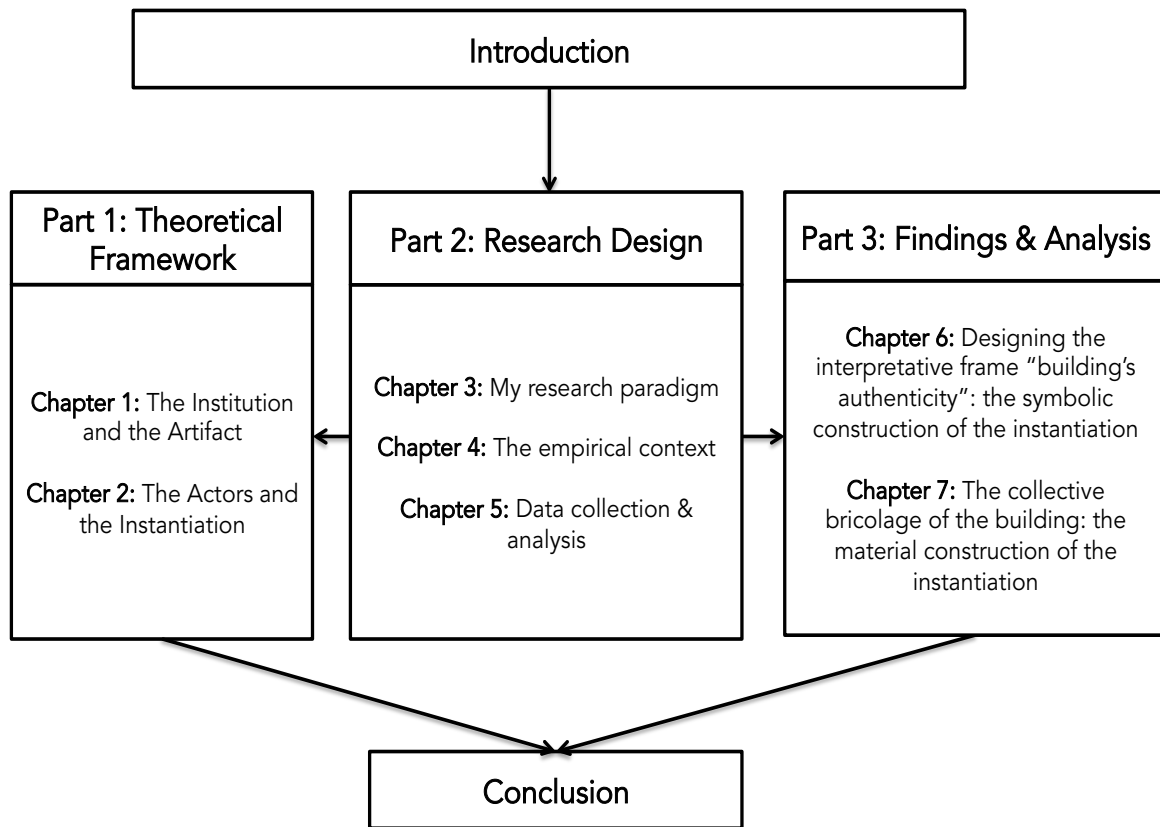 Introduction
Part 1: Theoretical
Framework
Chapter 1: The Institution
and the Artifact
Chapter 2: The Actors and
the Instantiation
Part 2: Research Design
Chapter 3: My research paradigm
Chapter 4: The empirical context
Chapter 5: Data collection &
analysis
Part 3: Findings & Analysis
Chapter 6: Designing the
interpretative frame “building’s
authenticity”: the symbolic
construction of the instantiation
Chapter 7: The collective
bricolage of the building: the
material construction of the
instantiation
Conclusion